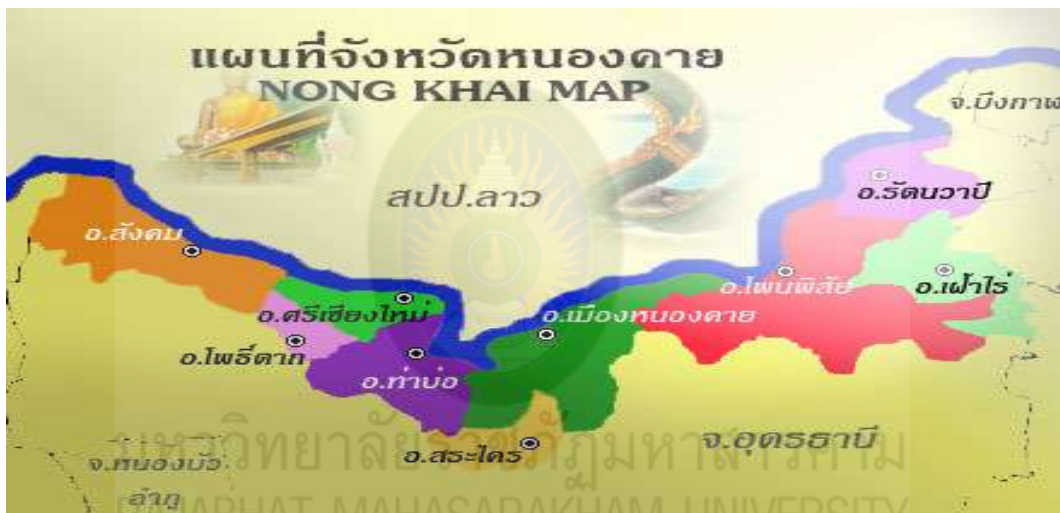 แผนที่จังหวัดหนองคาย
NONG KHAI MAP
จ.บึงกาฬ
อ.รัตนวาปี
สปป.ลาว
อ.สังคม
อ.โพนพิสัย
อ.เฝ้าไร่
อ.ศรีเชียงใหม่
อ.เมืองหนองคาย
อ.โพธิ์ตาก
อ.ท่าบ่อ
มหาวิทยาลัยราชภัฏมหาสารคาม
จ.อุดรธานี
อ.สระใคร
จ.หนองบัว
ลำภู
RAJABHAT MAHASARAKHAM UNIVERSITY